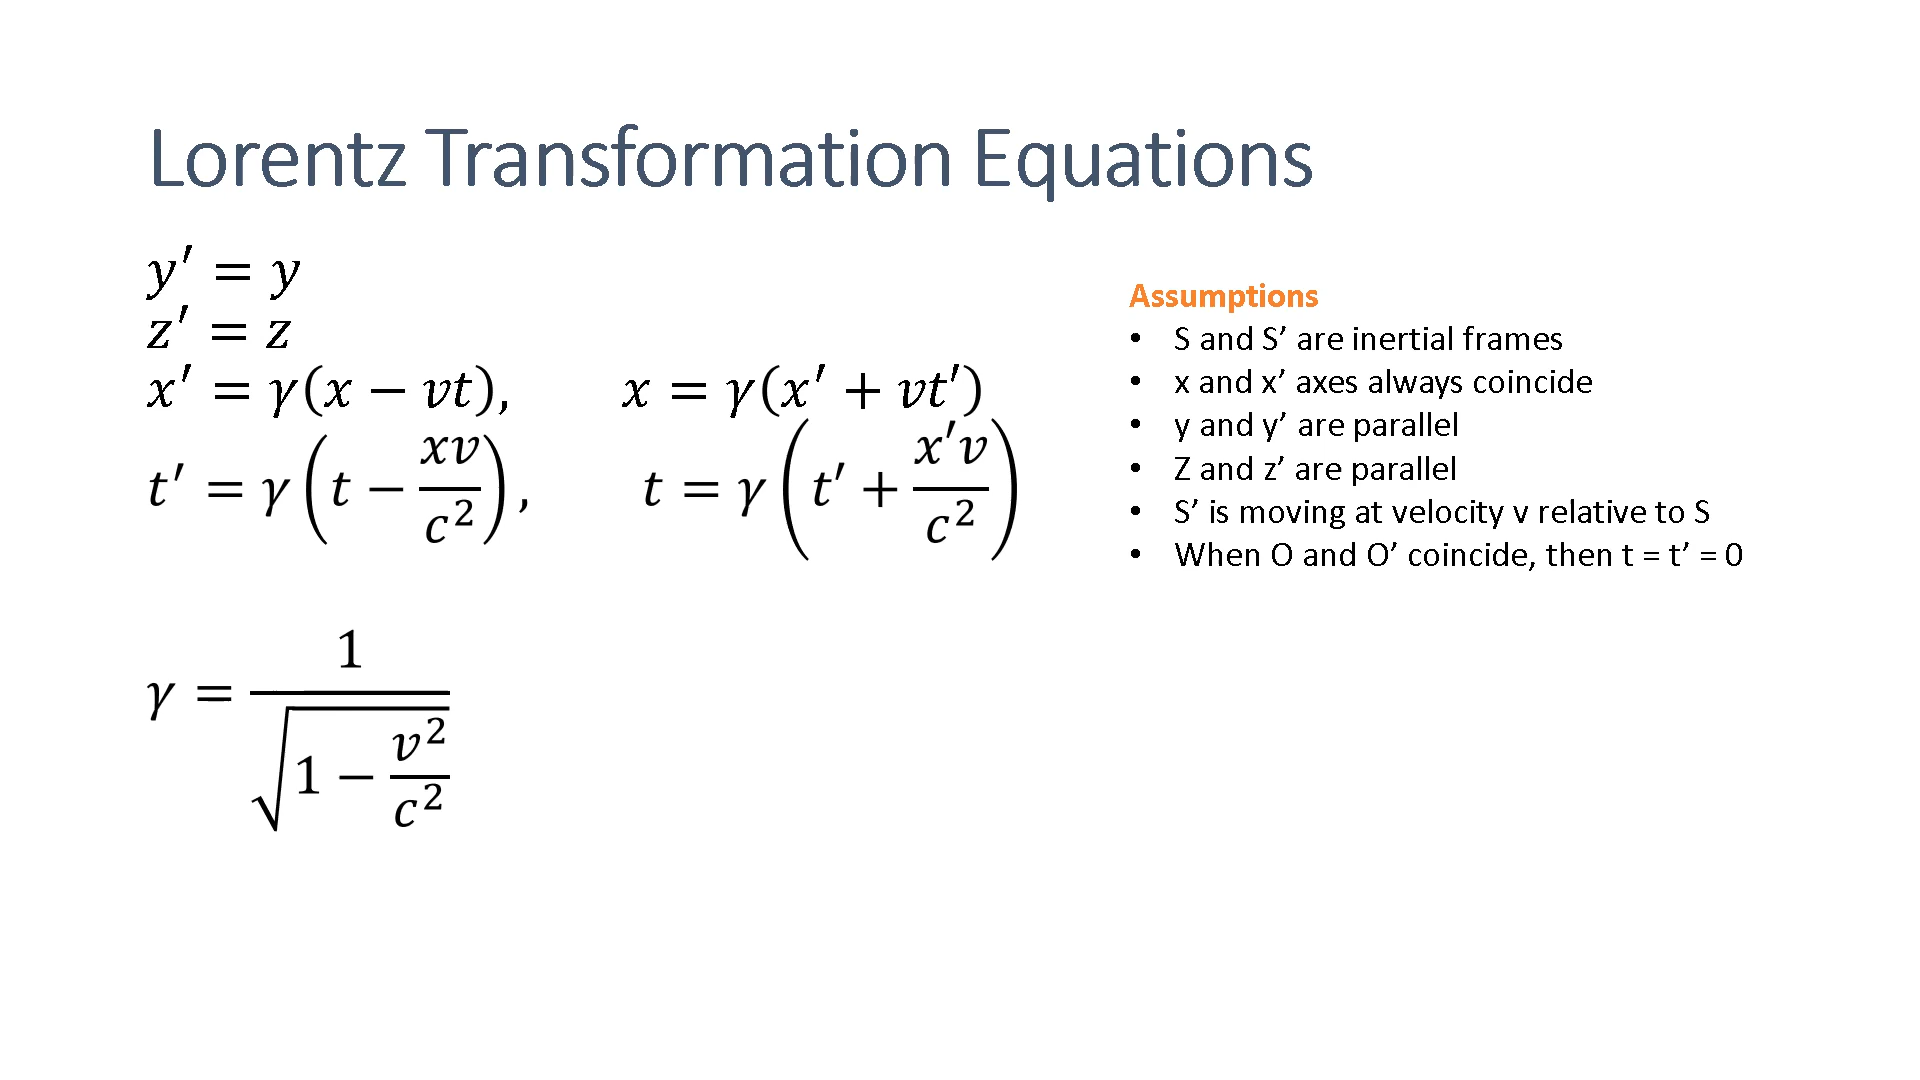 Lorentz Transformation Equations
y′ = y
z′ = z
x′ = γ(x − vt),    x = γ(x′ + vt′)
t′ = γ(t − xv/c²),    t = γ(t′ + x′v/c²)
γ = 1/√(1 − v²/c²)
Assumptions
• S and S’ are inertial frames
• x and x’ axes always coincide
• y and y’ are parallel
• Z and z’ are parallel
• S’ is moving at velocity v relative to S
• When O and O’ coincide, then t = t’ = 0